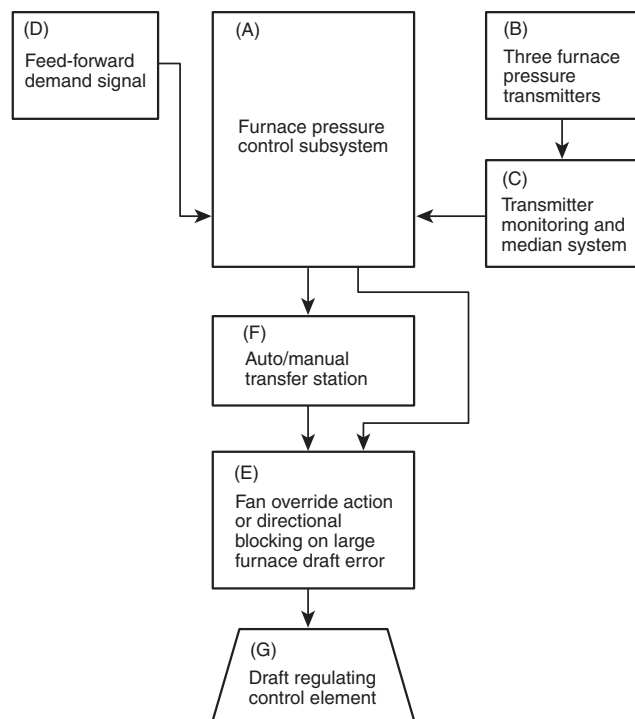 (D)
Feed-forward
demand signal
(A)
Furnace pressure
control subsystem
(B)
Three furnace
pressure
transmitters
(C)
Transmitter
monitoring and
median system
(F)
Auto/manual
transfer station
(E)
Fan override action
or directional
blocking on large
furnace draft error
(G)
Draft regulating
control element